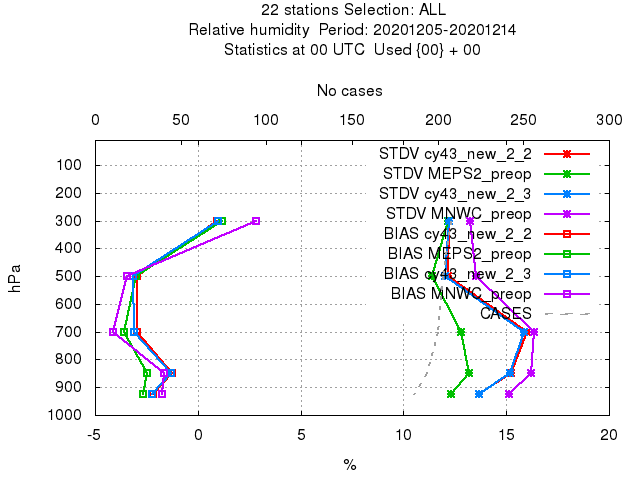 22 stations Selection: ALL
Relative humidity  Period: 20201205-20201214
Statistics at 00 UTC  Used {00} + 00
No cases
0 50 100 150 200 250 300
STDV cy43_new_2_2
STDV MEPS2_preop
STDV cy43_new_2_3
STDV MNWC_preop
BIAS cy43_new_2_2
BIAS MEPS2_preop
BIAS cy43_new_2_3
BIAS MNWC_preop
CASES
hPa
100
200
300
400
500
600
700
800
900
1000
-5 0 5 10 15 20
%